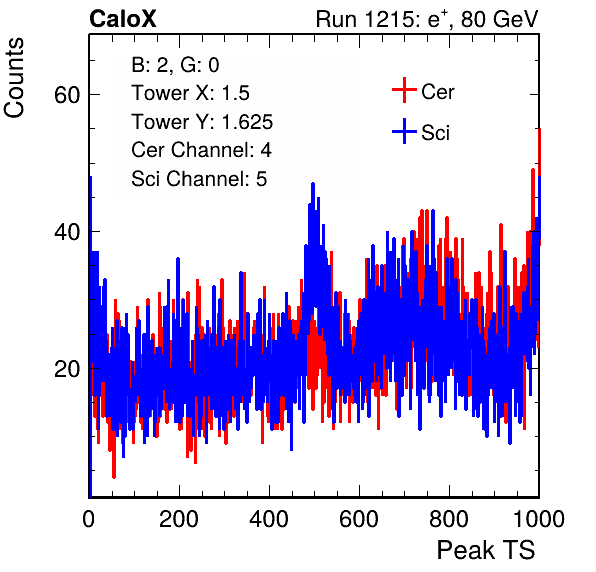 CaloX
Run 1215: e+, 80 GeV
Counts
B: 2, G: 0
Tower X: 1.5
Tower Y: 1.625
Cer Channel: 4
Sci Channel: 5
Cer
Sci
60
40
20
0 200 400 600 800 1000
Peak TS